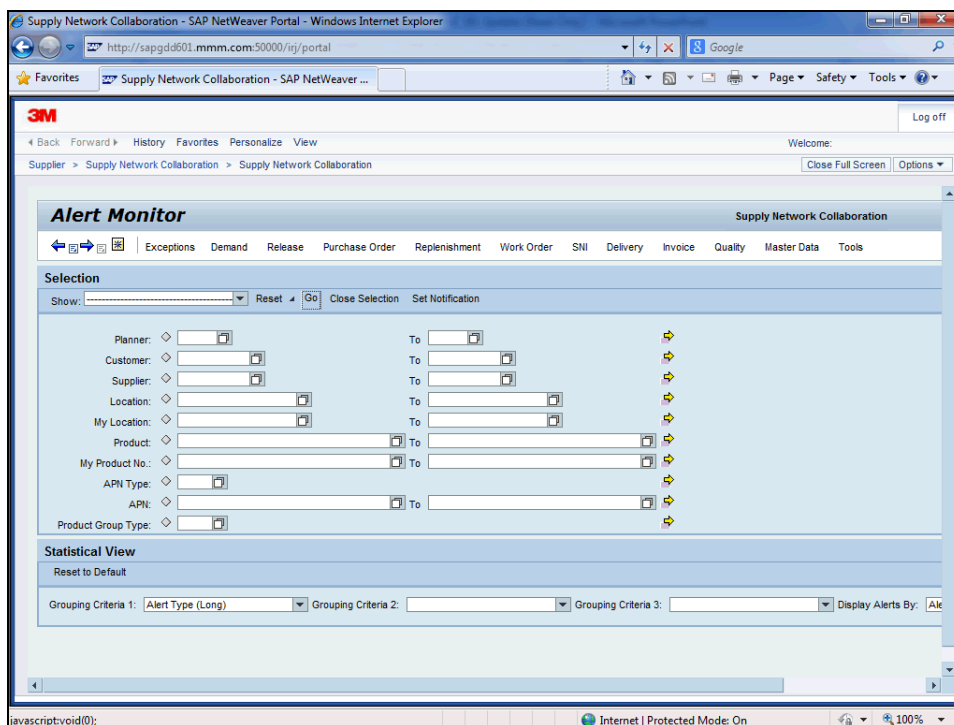 Supply Network Collaboration - SAP NetWeaver Portal - Windows Internet Explorer
http://sapgdd601.mmm.com:50000/irj/portal
Google
Favorites
Supply Network Collaboration - SAP NetWeaver ...
Page Safety Tools
3M
Log off
Back Forward History Favorites Personalize View
Welcome:
Supplier > Supply Network Collaboration > Supply Network Collaboration
Close Full Screen Options
Alert Monitor
Supply Network Collaboration
Exceptions Demand Release Purchase Order Replenishment Work Order SNI Delivery Invoice Quality Master Data Tools
Selection
Show: Reset Go Close Selection Set Notification
Planner: To
Customer: To
Supplier: To
Location: To
My Location: To
Product: To
My Product No.: To
APN Type:
APN: To
Product Group Type:
Statistical View
Reset to Default
Grouping Criteria 1: Alert Type (Long) Grouping Criteria 2: Grouping Criteria 3: Display Alerts By: Ale
javascript:void(0);
Internet | Protected Mode: On
100%